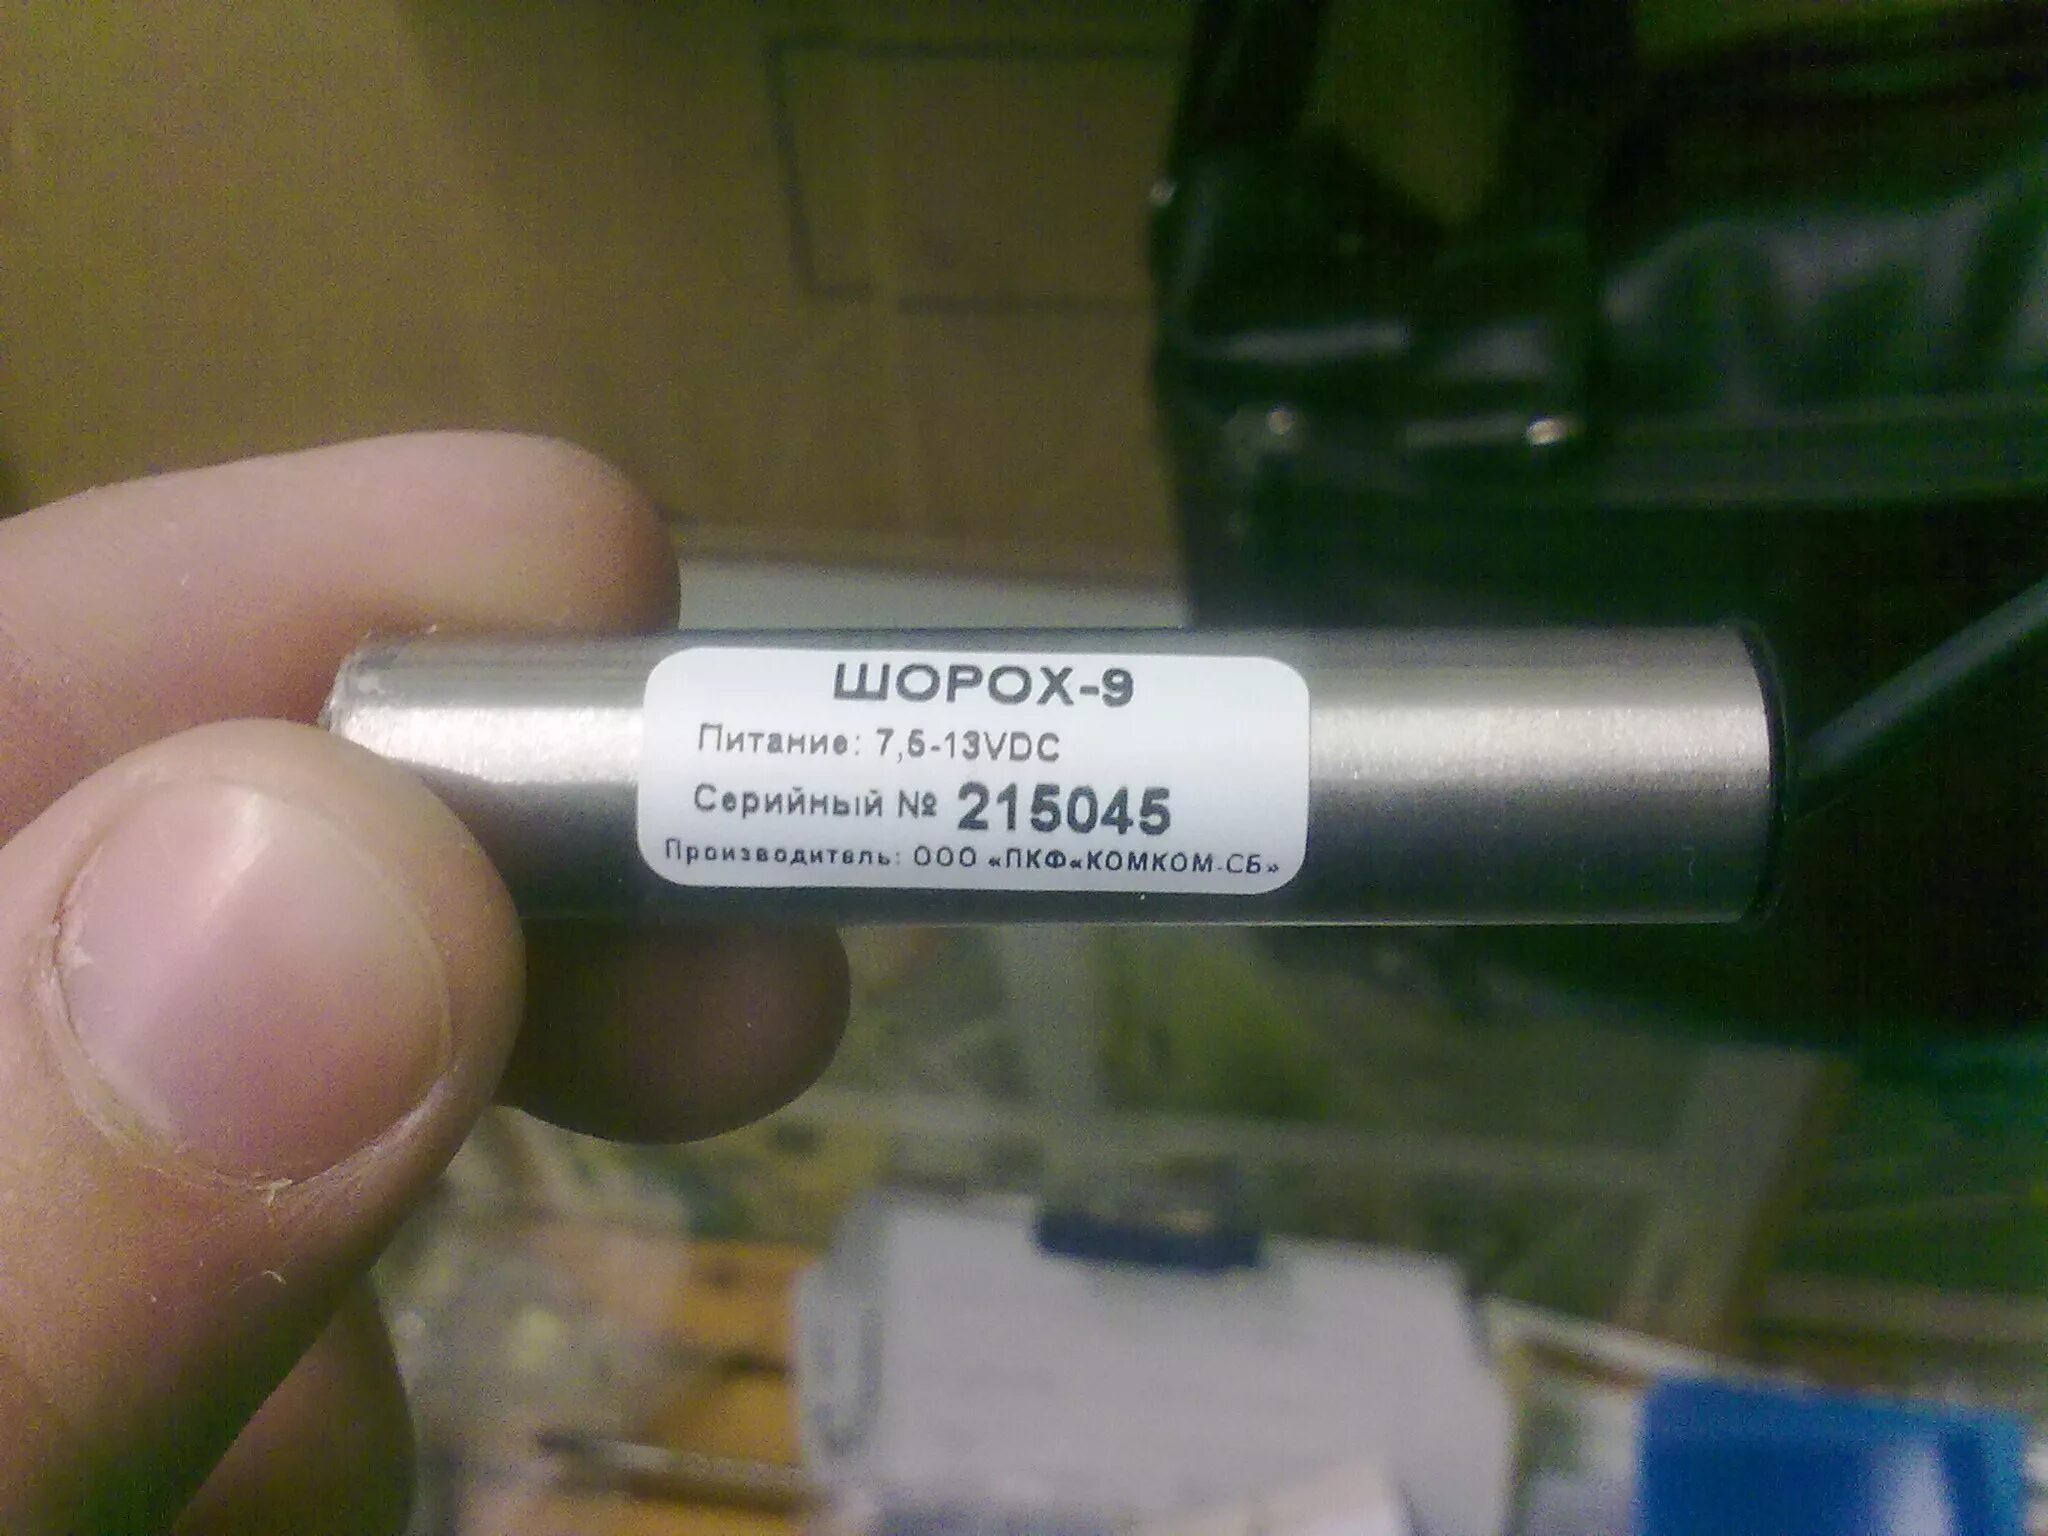 ШОРОХ-9
Питание: 7,5-13VDC
Серийный № 215045
Производитель: ООО «ПКФ«КОМКОМ-СБ»